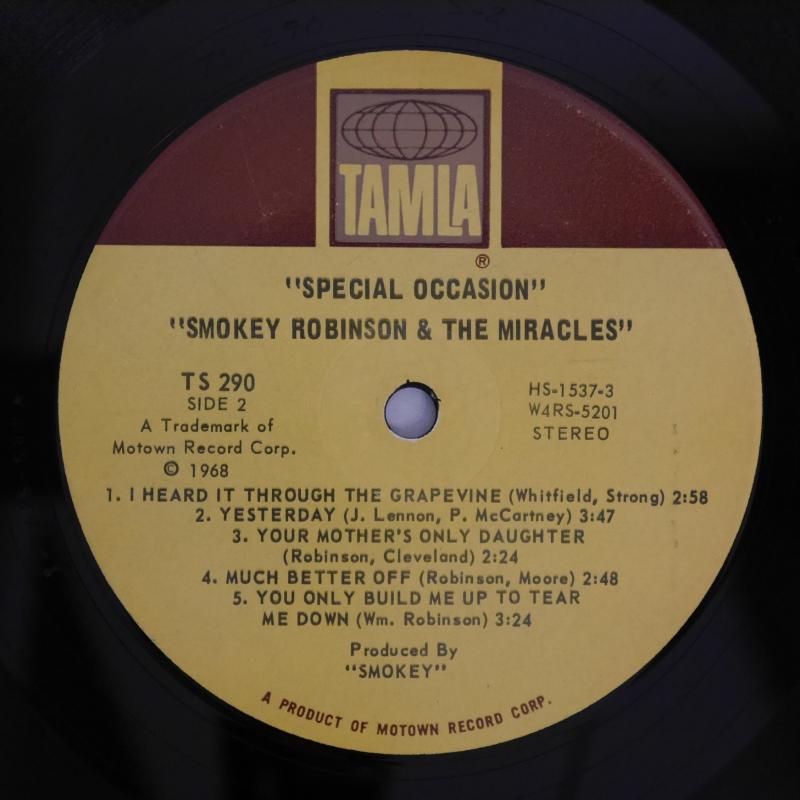 TAMLA
®
"SPECIAL OCCASION"
"SMOKEY ROBINSON & THE MIRACLES"
TS 290
SIDE 2
A Trademark of
Motown Record Corp.
© 1968
HS-1537-3
W4RS-5201
STEREO
1. I HEARD IT THROUGH THE GRAPEVINE (Whitfield, Strong) 2:58
2. YESTERDAY (J. Lennon, P. McCartney) 3:47
3. YOUR MOTHER'S ONLY DAUGHTER
(Robinson, Cleveland) 2:24
4. MUCH BETTER OFF (Robinson, Moore) 2:48
5. YOU ONLY BUILD ME UP TO TEAR
ME DOWN (Wm. Robinson) 3:24
Produced By
"SMOKEY"
A PRODUCT OF MOTOWN RECORD CORP.